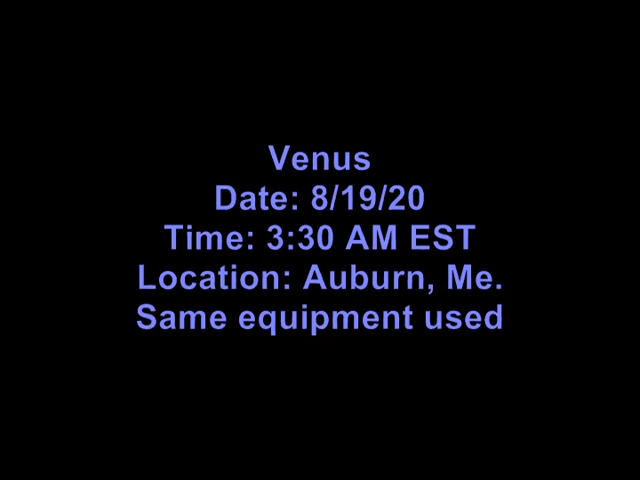 Venus
Date: 8/19/20
Time: 3:30 AM EST
Location: Auburn, Me.
Same equipment used